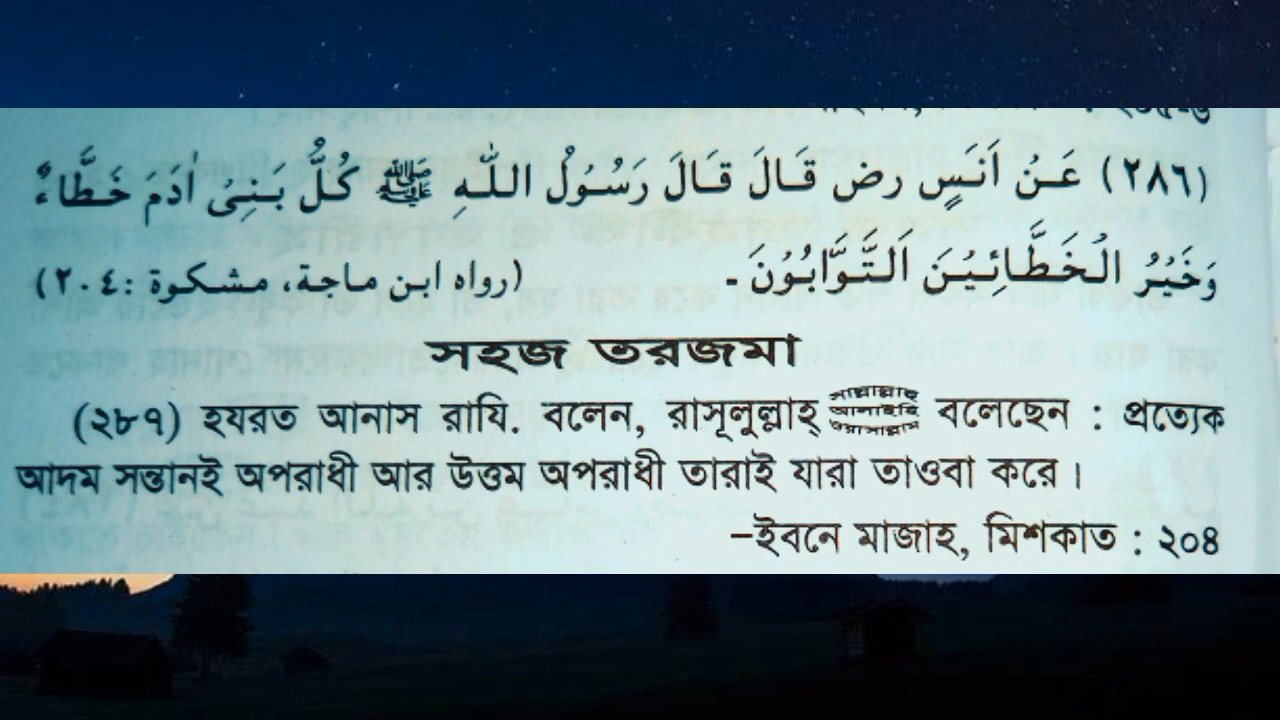 (٢٨٦) عَنْ اَنَسٍ رض قَالَ قَالَ رَسُوْلُ اللّٰهِ ﷺ كُلُّ بَنِىْ اٰدَمَ خَطَّاءٌ
وَخَيْرُ الْخَطَّائِيْنَ اَلتَّوَّابُوْنَ - (رواه ابن ماجة، مشكوة :٢٠٤)
সহজ তরজমা
(২৮৭) হযরত আনাস রাযি. বলেন, রাসূলুল্লাহ্ সাল্লাল্লাহু আলাইহি ওয়াসাল্লাম বলেছেন : প্রত্যেক
আদম সন্তানই অপরাধী আর উত্তম অপরাধী তারাই যারা তাওবা করে।
–ইবনে মাজাহ, মিশকাত : ২০৪